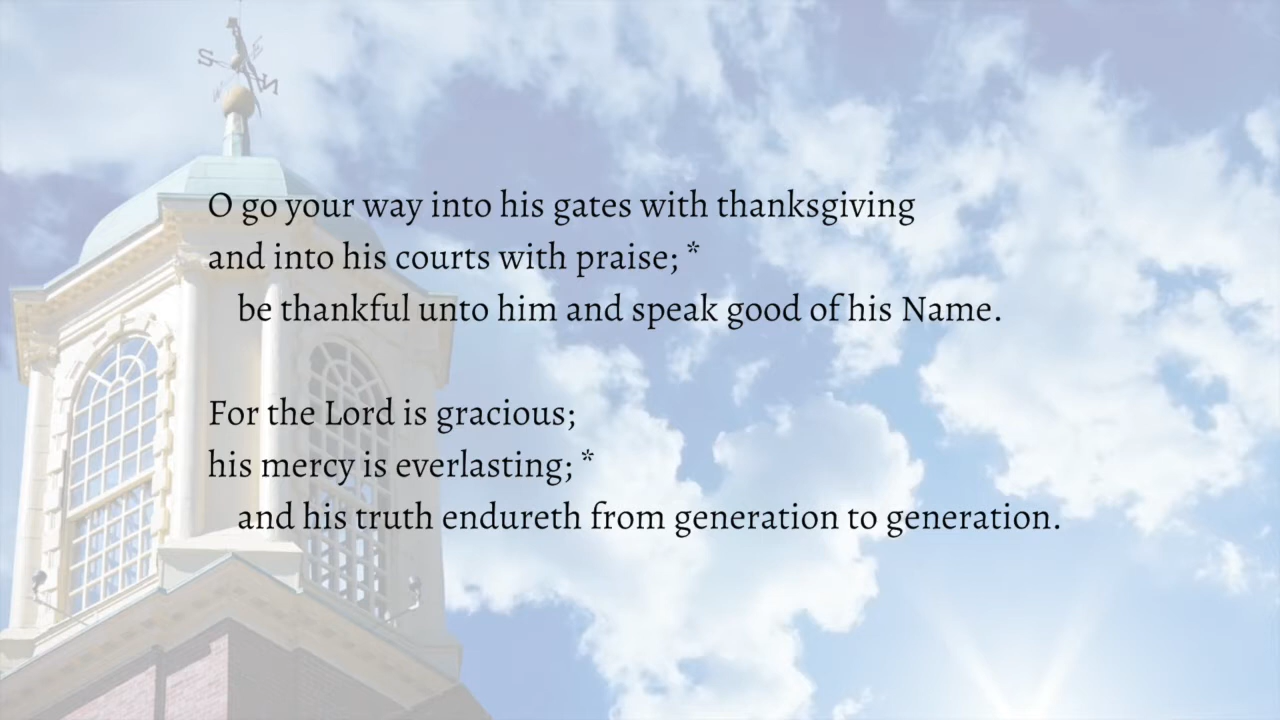 S
O go your way into his gates with thanksgiving
and into his courts with praise; *
be thankful unto him and speak good of his Name.
For the Lord is gracious;
his mercy is everlasting; *
and his truth endureth from generation to generation.